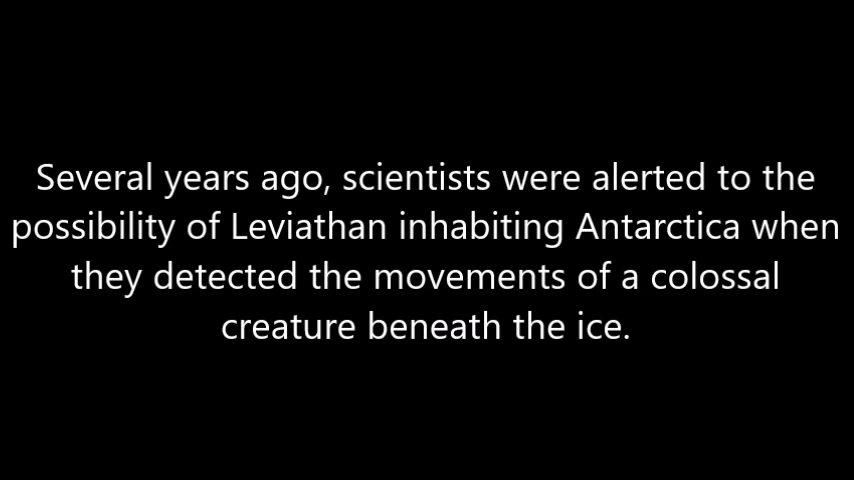 Several years ago, scientists were alerted to the
possibility of Leviathan inhabiting Antarctica when
they detected the movements of a colossal
creature beneath the ice.